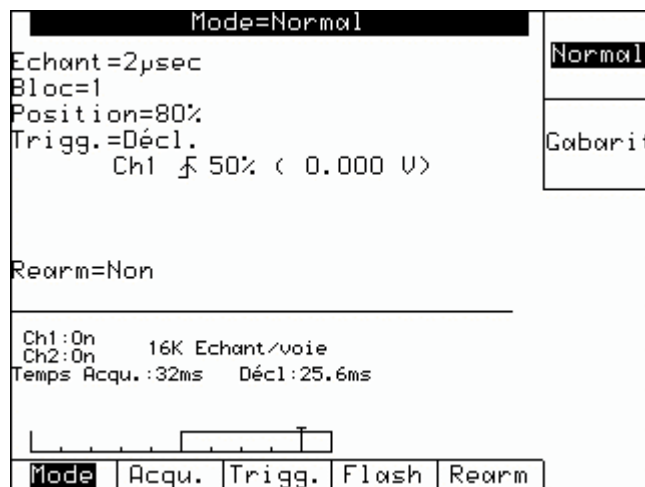 Mode=Normal
Echant=2µsec
Bloc=1
Position=80%
Trigg.=Décl.
Ch1 50% ( 0.000 V)
Rearm=Non
Ch1:On
Ch2:On
16K Echant/voie
Temps Acqu.:32ms Décl:25.6ms
Mode Acqu. Trigg. Flash Rearm
Normal
Gabarit